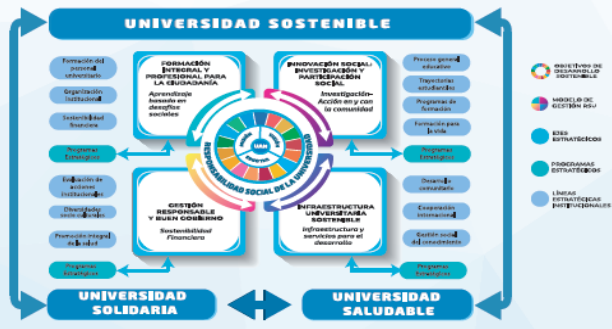 UNIVERSIDAD SOSTENIBLE
Formación del
personal
universitario
Organización
institucional
Sostenibilidad
financiera
Programas
Estratégicos
FORMACIÓN
INTEGRAL Y
PROFESIONAL PARA
LA CIUDADANÍA
Aprendizaje
basado en
desafíos
sociales
INNOVACIÓN SOCIAL:
INVESTIGACIÓN Y
PARTICIPACIÓN
SOCIAL
Investigación-
Acción en y con
la comunidad
Proceso general
educativo
Trayectorias
estudiantiles
Programas de
formación
Formación para
la vida
Programas
Estratégicos
UAN
RESPONSABILIDAD SOCIAL DE LA UNIVERSIDAD
Evaluación de
acciones
institucionales
Diversidades
socio culturales
Promoción integral
de la salud
Programas
Estratégicos
GESTIÓN
RESPONSABLE
Y BUEN GOBIERNO
Sostenibilidad
Financiera
INFRAESTRUCTURA
UNIVERSITARIA
SOSTENIBLE
Infraestructura y
servicios para el
desarrollo
Desarrollo
comunitario
Cooperación
internacional
Gestión social
del conocimiento
Programas
Estratégicos
UNIVERSIDAD
SOLIDARIA
UNIVERSIDAD
SALUDABLE
OBJETIVOS DE
DESARROLLO
SOSTENIBLE
MODELO DE
GESTIÓN RSU
EJES
ESTRATÉGICOS
PROGRAMAS
ESTRATÉGICOS
LÍNEAS
ESTRATÉGICAS
INSTITUCIONALES